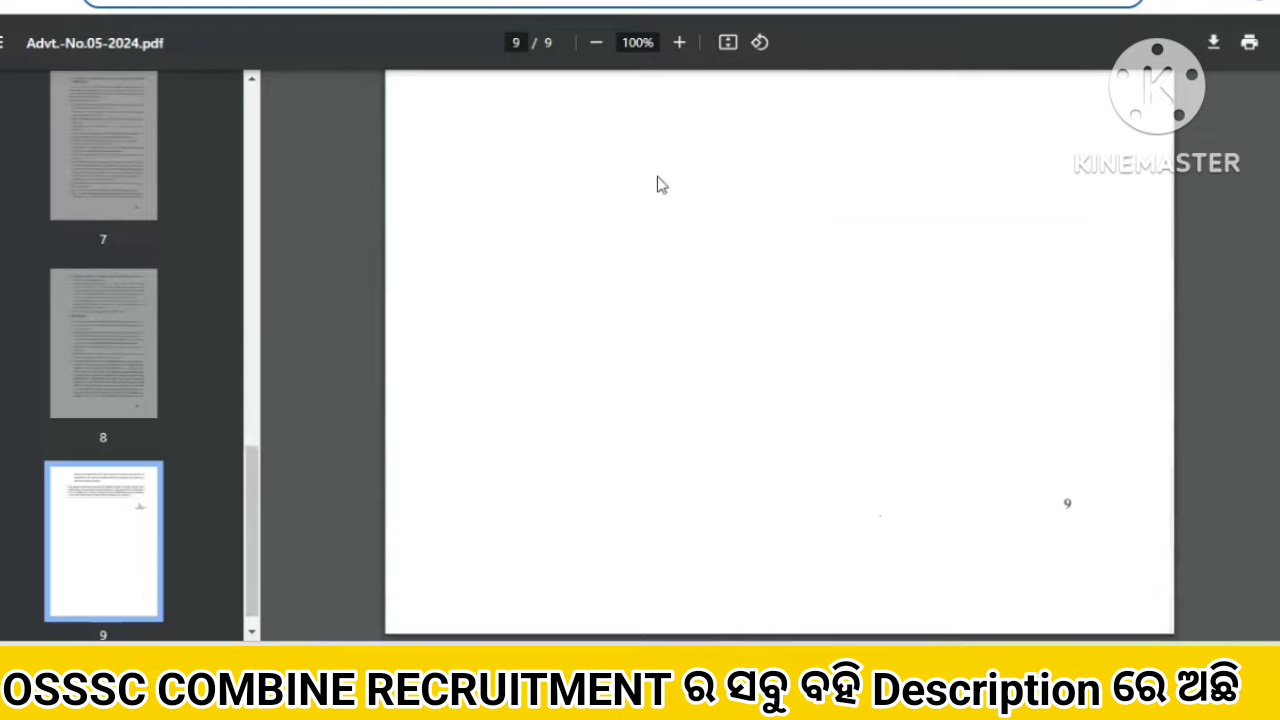 Advt.-No.05-2024.pdf
9 / 9
100%
K
KINEMASTER
7
8
9
9
OSSSC COMBINE RECRUITMENT ର ସବୁ ବହି Description ରେ ଅଛି